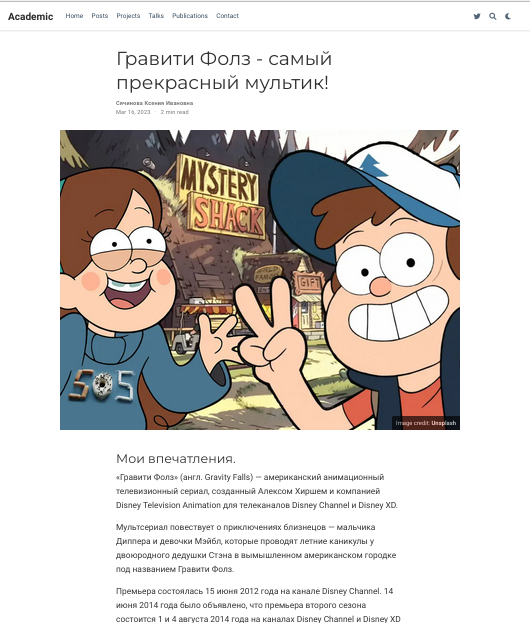 Academic Home Posts Projects Talks Publications Contact
Гравити Фолз - самый
прекрасный мультик!
Сичинова Ксения Ивановна
Mar 16, 2023 · 2 min read
MYSTERY
SHACK
GIFT
SOS
Image credit: Unsplash
Мои впечатления.
«Гравити Фолз» (англ. Gravity Falls) — американский анимационный
телевизионный сериал, созданный Алексом Хиршем и компанией
Disney Television Animation для телеканалов Disney Channel и Disney XD.
Мультсериал повествует о приключениях близнецов — мальчика
Диппера и девочки Мэйбл, которые проводят летние каникулы у
двоюродного дедушки Стэна в вымышленном американском городке
под названием Гравити Фолз.
Премьера состоялась 15 июня 2012 года на канале Disney Channel. 14
июня 2014 года было объявлено, что премьера второго сезона
состоится 1 и 4 августа 2014 года на каналах Disney Channel и Disney XD